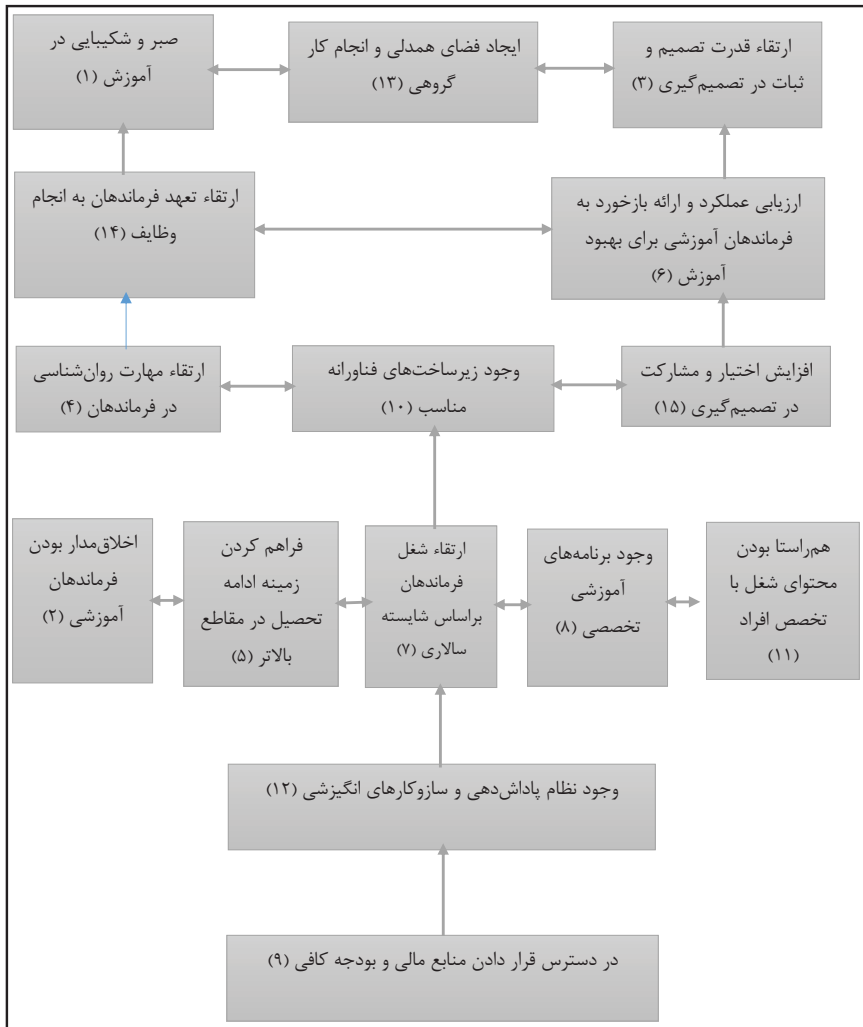 ارتقاء قدرت تصمیم و
ثبات در تصمیم‌گیری (۳)
ایجاد فضای همدلی و انجام کار
گروهی (۱۳)
صبر و شکیبایی در
آموزش (۱)
ارزیابی عملکرد و ارائه بازخورد به
فرماندهان آموزشی برای بهبود
آموزش (۶)
ارتقاء تعهد فرماندهان به انجام
وظایف (۱۴)
افزایش اختیار و مشارکت
در تصمیم‌گیری (۱۵)
وجود زیرساخت‌های فناورانه
مناسب (۱۰)
ارتقاء مهارت روان‌شناسی
در فرماندهان (۴)
هم‌راستا بودن
محتوای شغل با
تخصص افراد
(۱۱)
وجود برنامه‌های
آموزشی
تخصصی (۸)
ارتقاء شغل
فرماندهان
براساس شایسته
سالاری (۷)
فراهم کردن
زمینه ادامه
تحصیل در مقاطع
بالاتر (۵)
اخلاق‌مدار بودن
فرماندهان
آموزشی (۲)
وجود نظام پاداش‌دهی و سازوکارهای انگیزشی (۱۲)
در دسترس قرار دادن منابع مالی و بودجه کافی (۹)